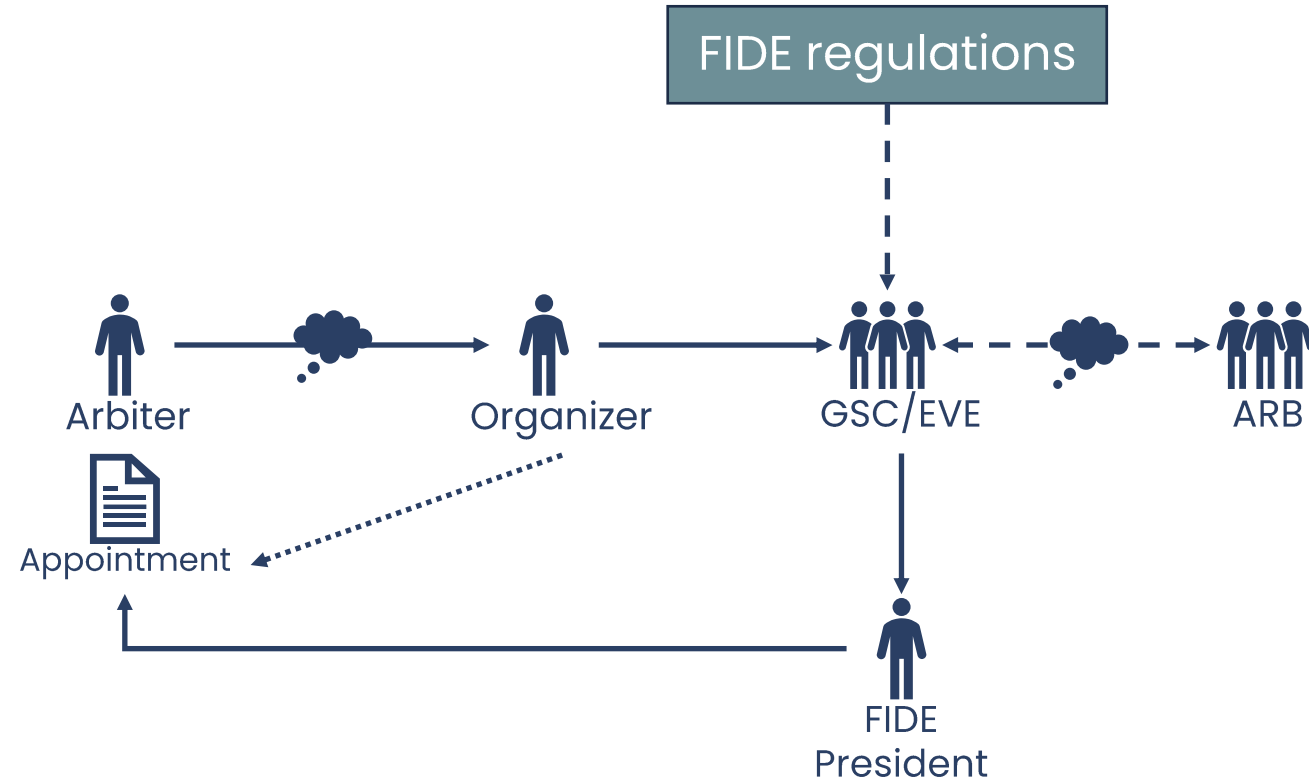 FIDE regulations
Arbiter
Organizer
GSC/EVE
ARB
Appointment
FIDE
President